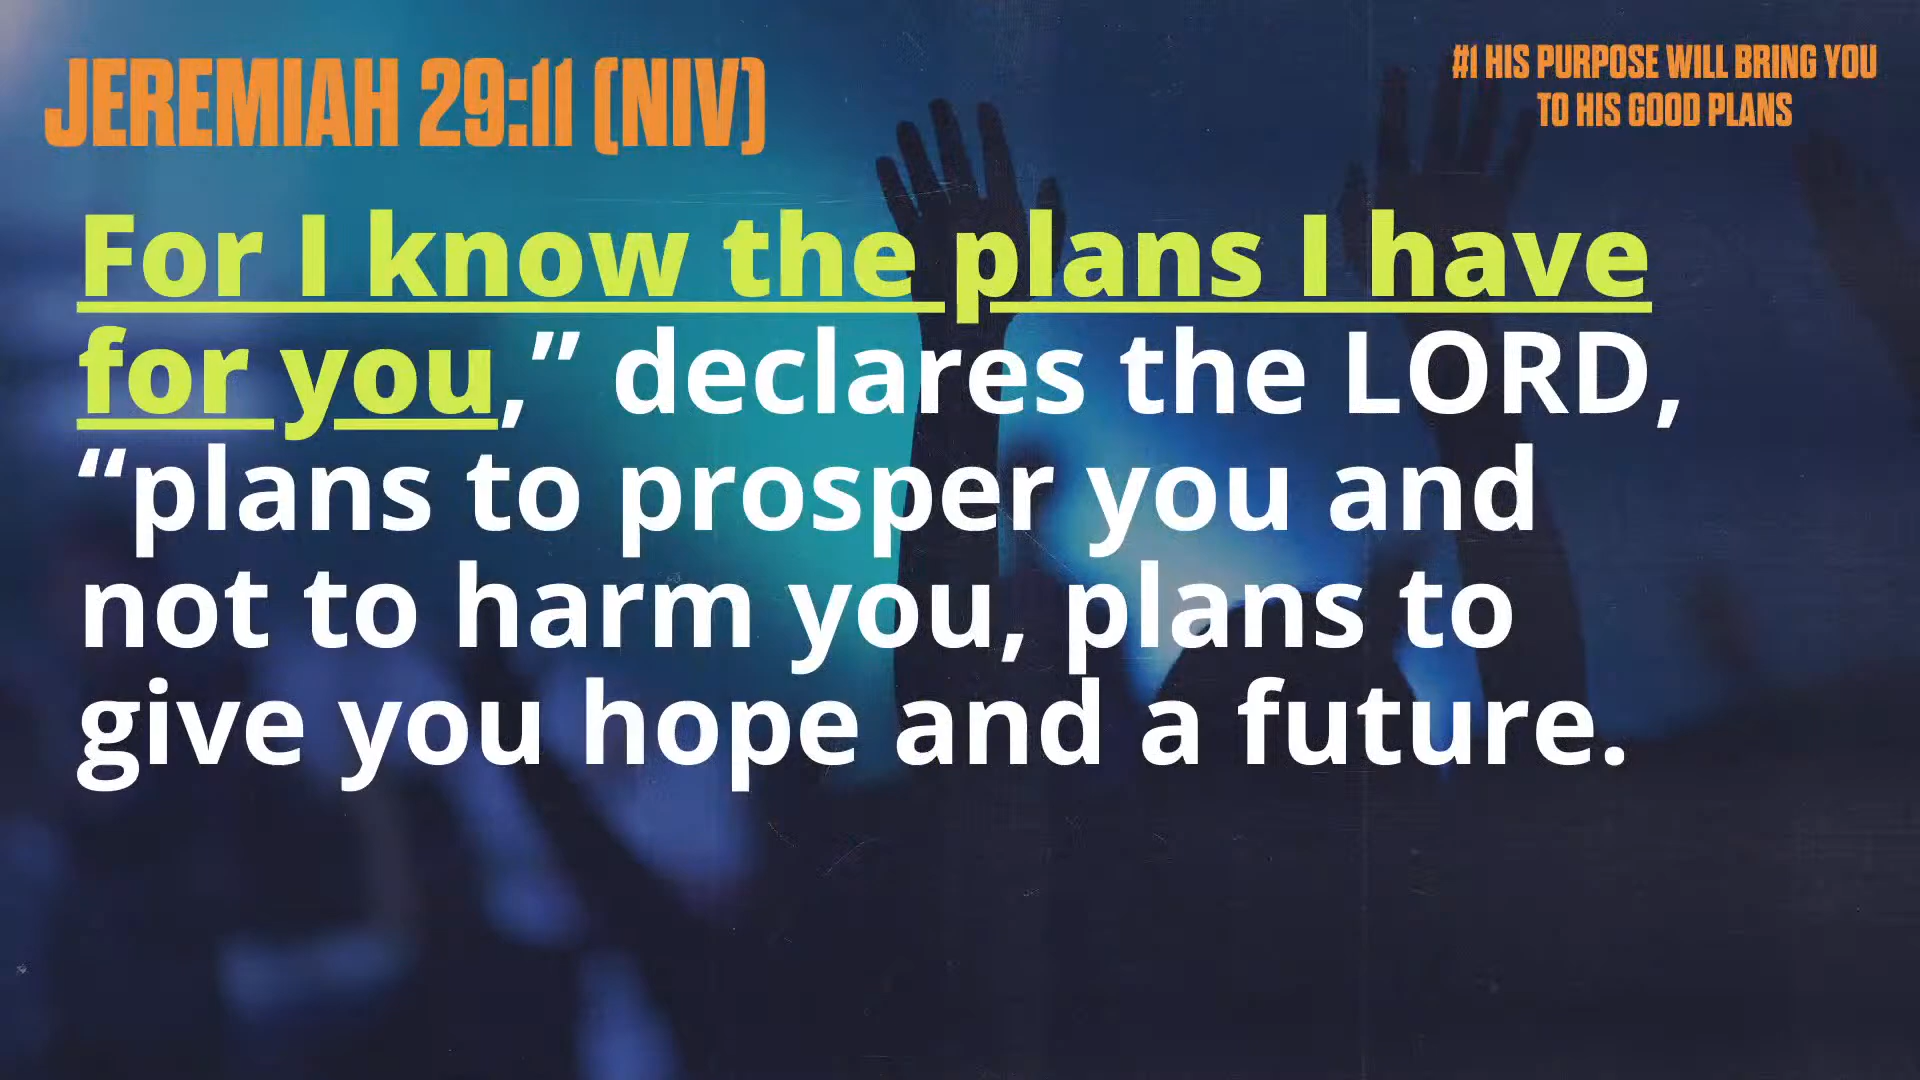 JEREMIAH 29:11 (NIV)
#1 HIS PURPOSE WILL BRING YOU
TO HIS GOOD PLANS
For I know the plans I have
for you,” declares the LORD,
“plans to prosper you and
not to harm you, plans to
give you hope and a future.